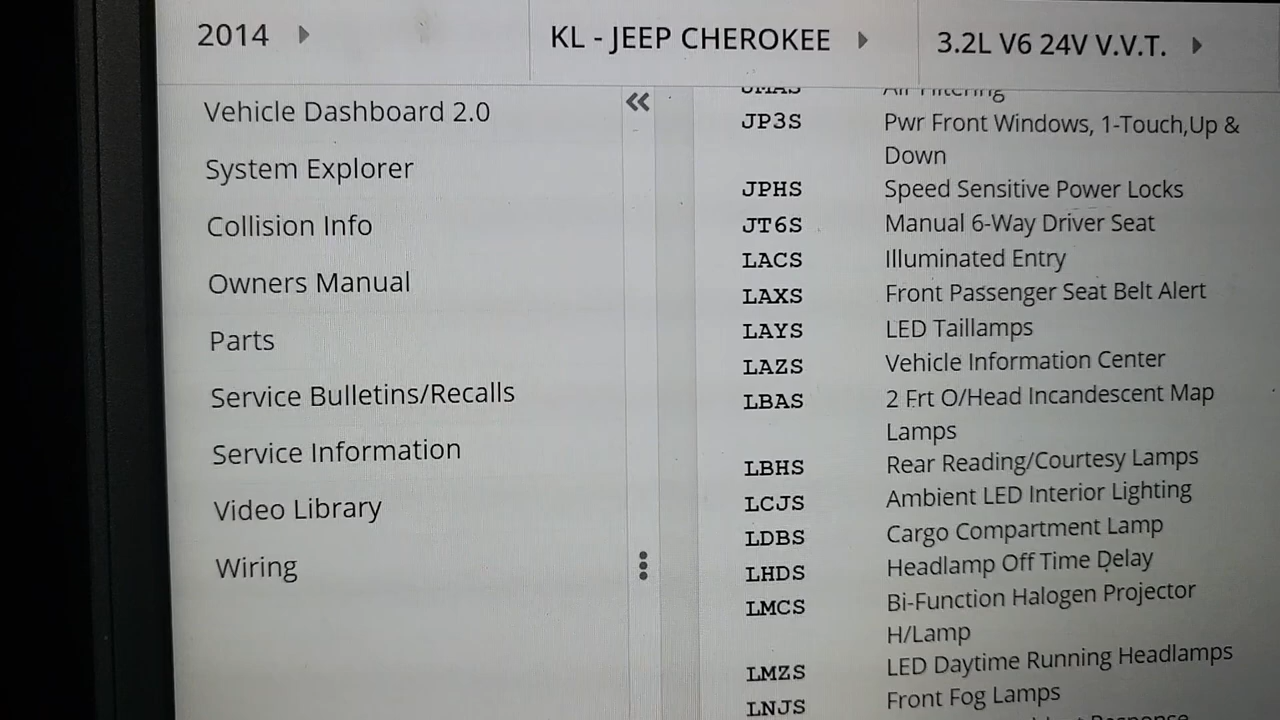 2014
KL - JEEP CHEROKEE
3.2L V6 24V V.V.T.
Vehicle Dashboard 2.0
System Explorer
Collision Info
Owners Manual
Parts
Service Bulletins/Recalls
Service Information
Video Library
Wiring
Air Filtering
JP3S Pwr Front Windows, 1-Touch,Up &
Down
JPHS Speed Sensitive Power Locks
JT6S Manual 6-Way Driver Seat
LACS Illuminated Entry
LAXS Front Passenger Seat Belt Alert
LAYS LED Taillamps
LAZS Vehicle Information Center
LBAS 2 Frt O/Head Incandescent Map
Lamps
LBHS Rear Reading/Courtesy Lamps
LCJS Ambient LED Interior Lighting
LDBS Cargo Compartment Lamp
LHDS Headlamp Off Time Delay
LMCS Bi-Function Halogen Projector
H/Lamp
LMZS LED Daytime Running Headlamps
LNJS Front Fog Lamps
Response